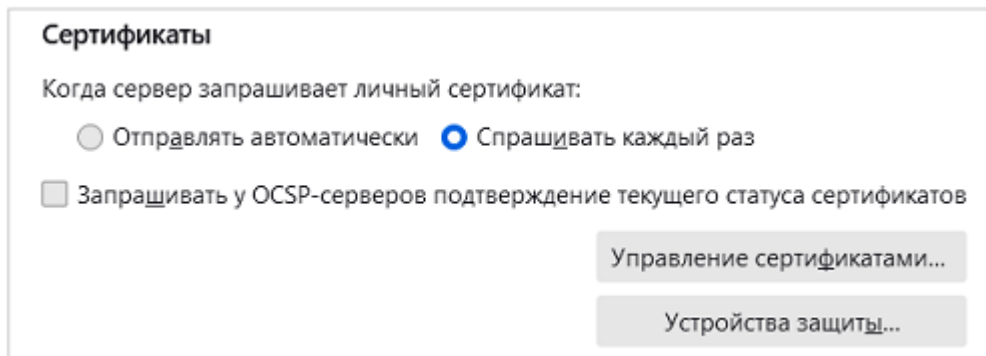 Сертификаты
Когда сервер запрашивает личный сертификат:
Отправлять автоматически Спрашивать каждый раз
Запрашивать у OCSP-серверов подтверждение текущего статуса сертификатов
Управление сертификатами...
Устройства защиты...